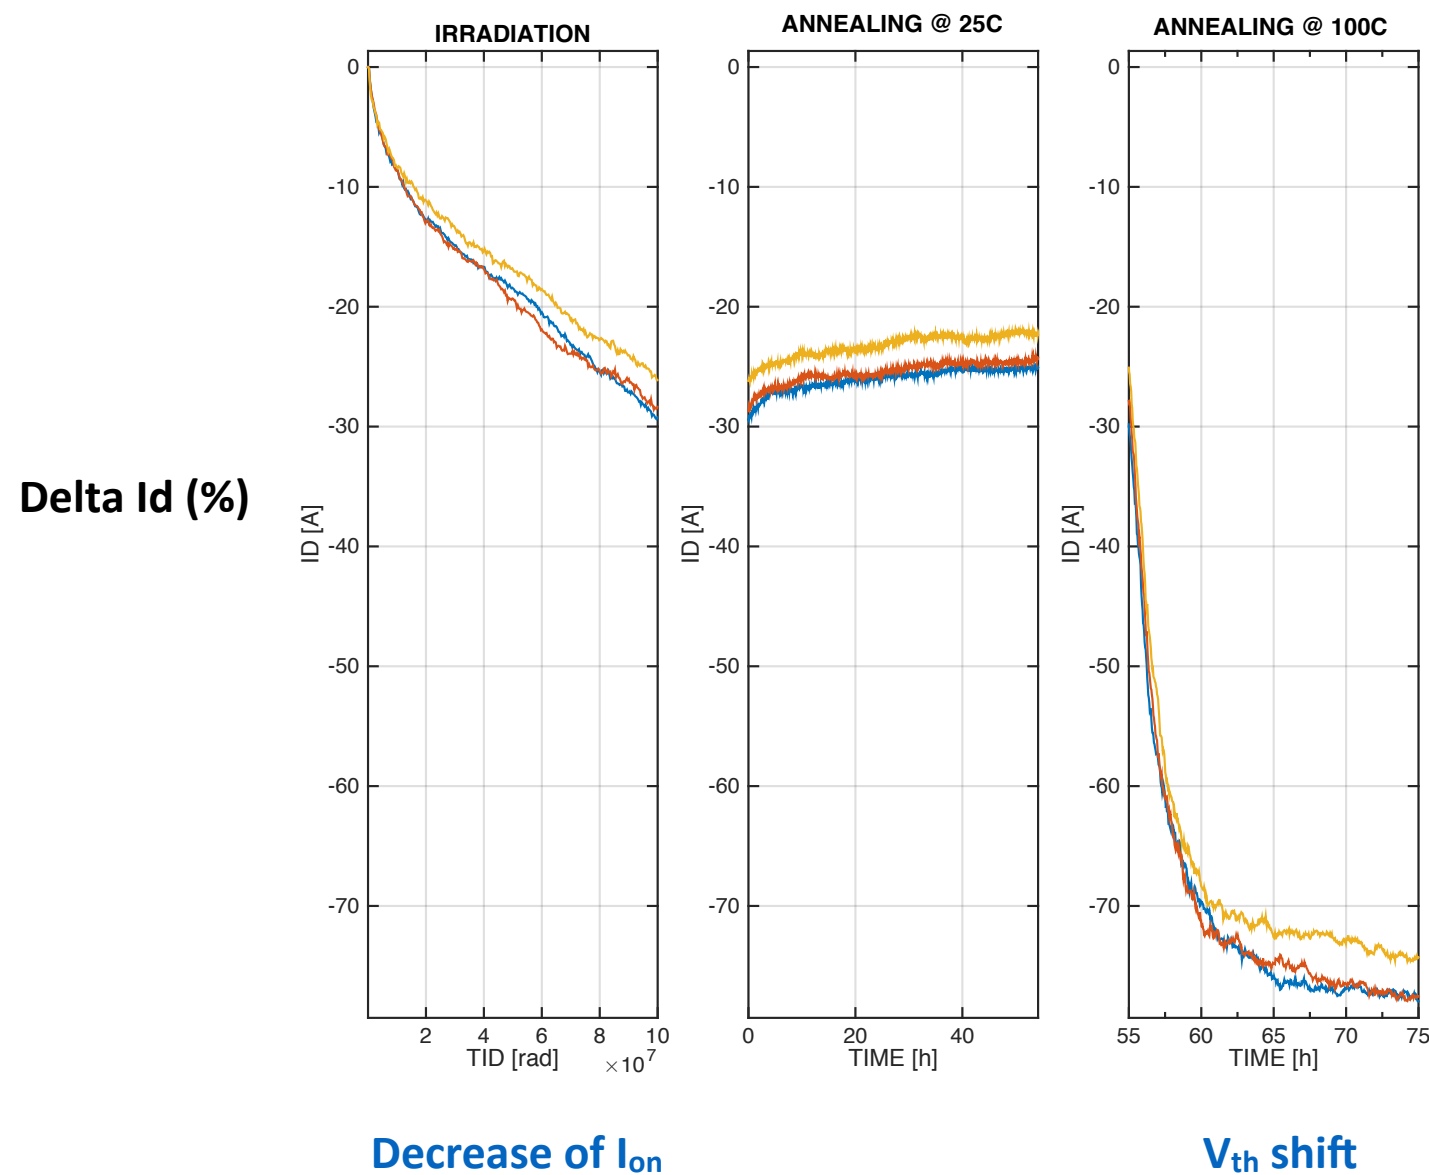 IRRADIATION
ANNEALING @ 25C
ANNEALING @ 100C
Delta Id (%)
ID [A]
0
-10
-20
-30
-40
-50
-60
-70
2 4 6 8 10
TID [rad]
×10⁷
ID [A]
0
-10
-20
-30
-40
-50
-60
-70
0 20 40
TIME [h]
ID [A]
0
-10
-20
-30
-40
-50
-60
-70
55 60 65 70 75
TIME [h]
Decrease of Ion
Vth shift